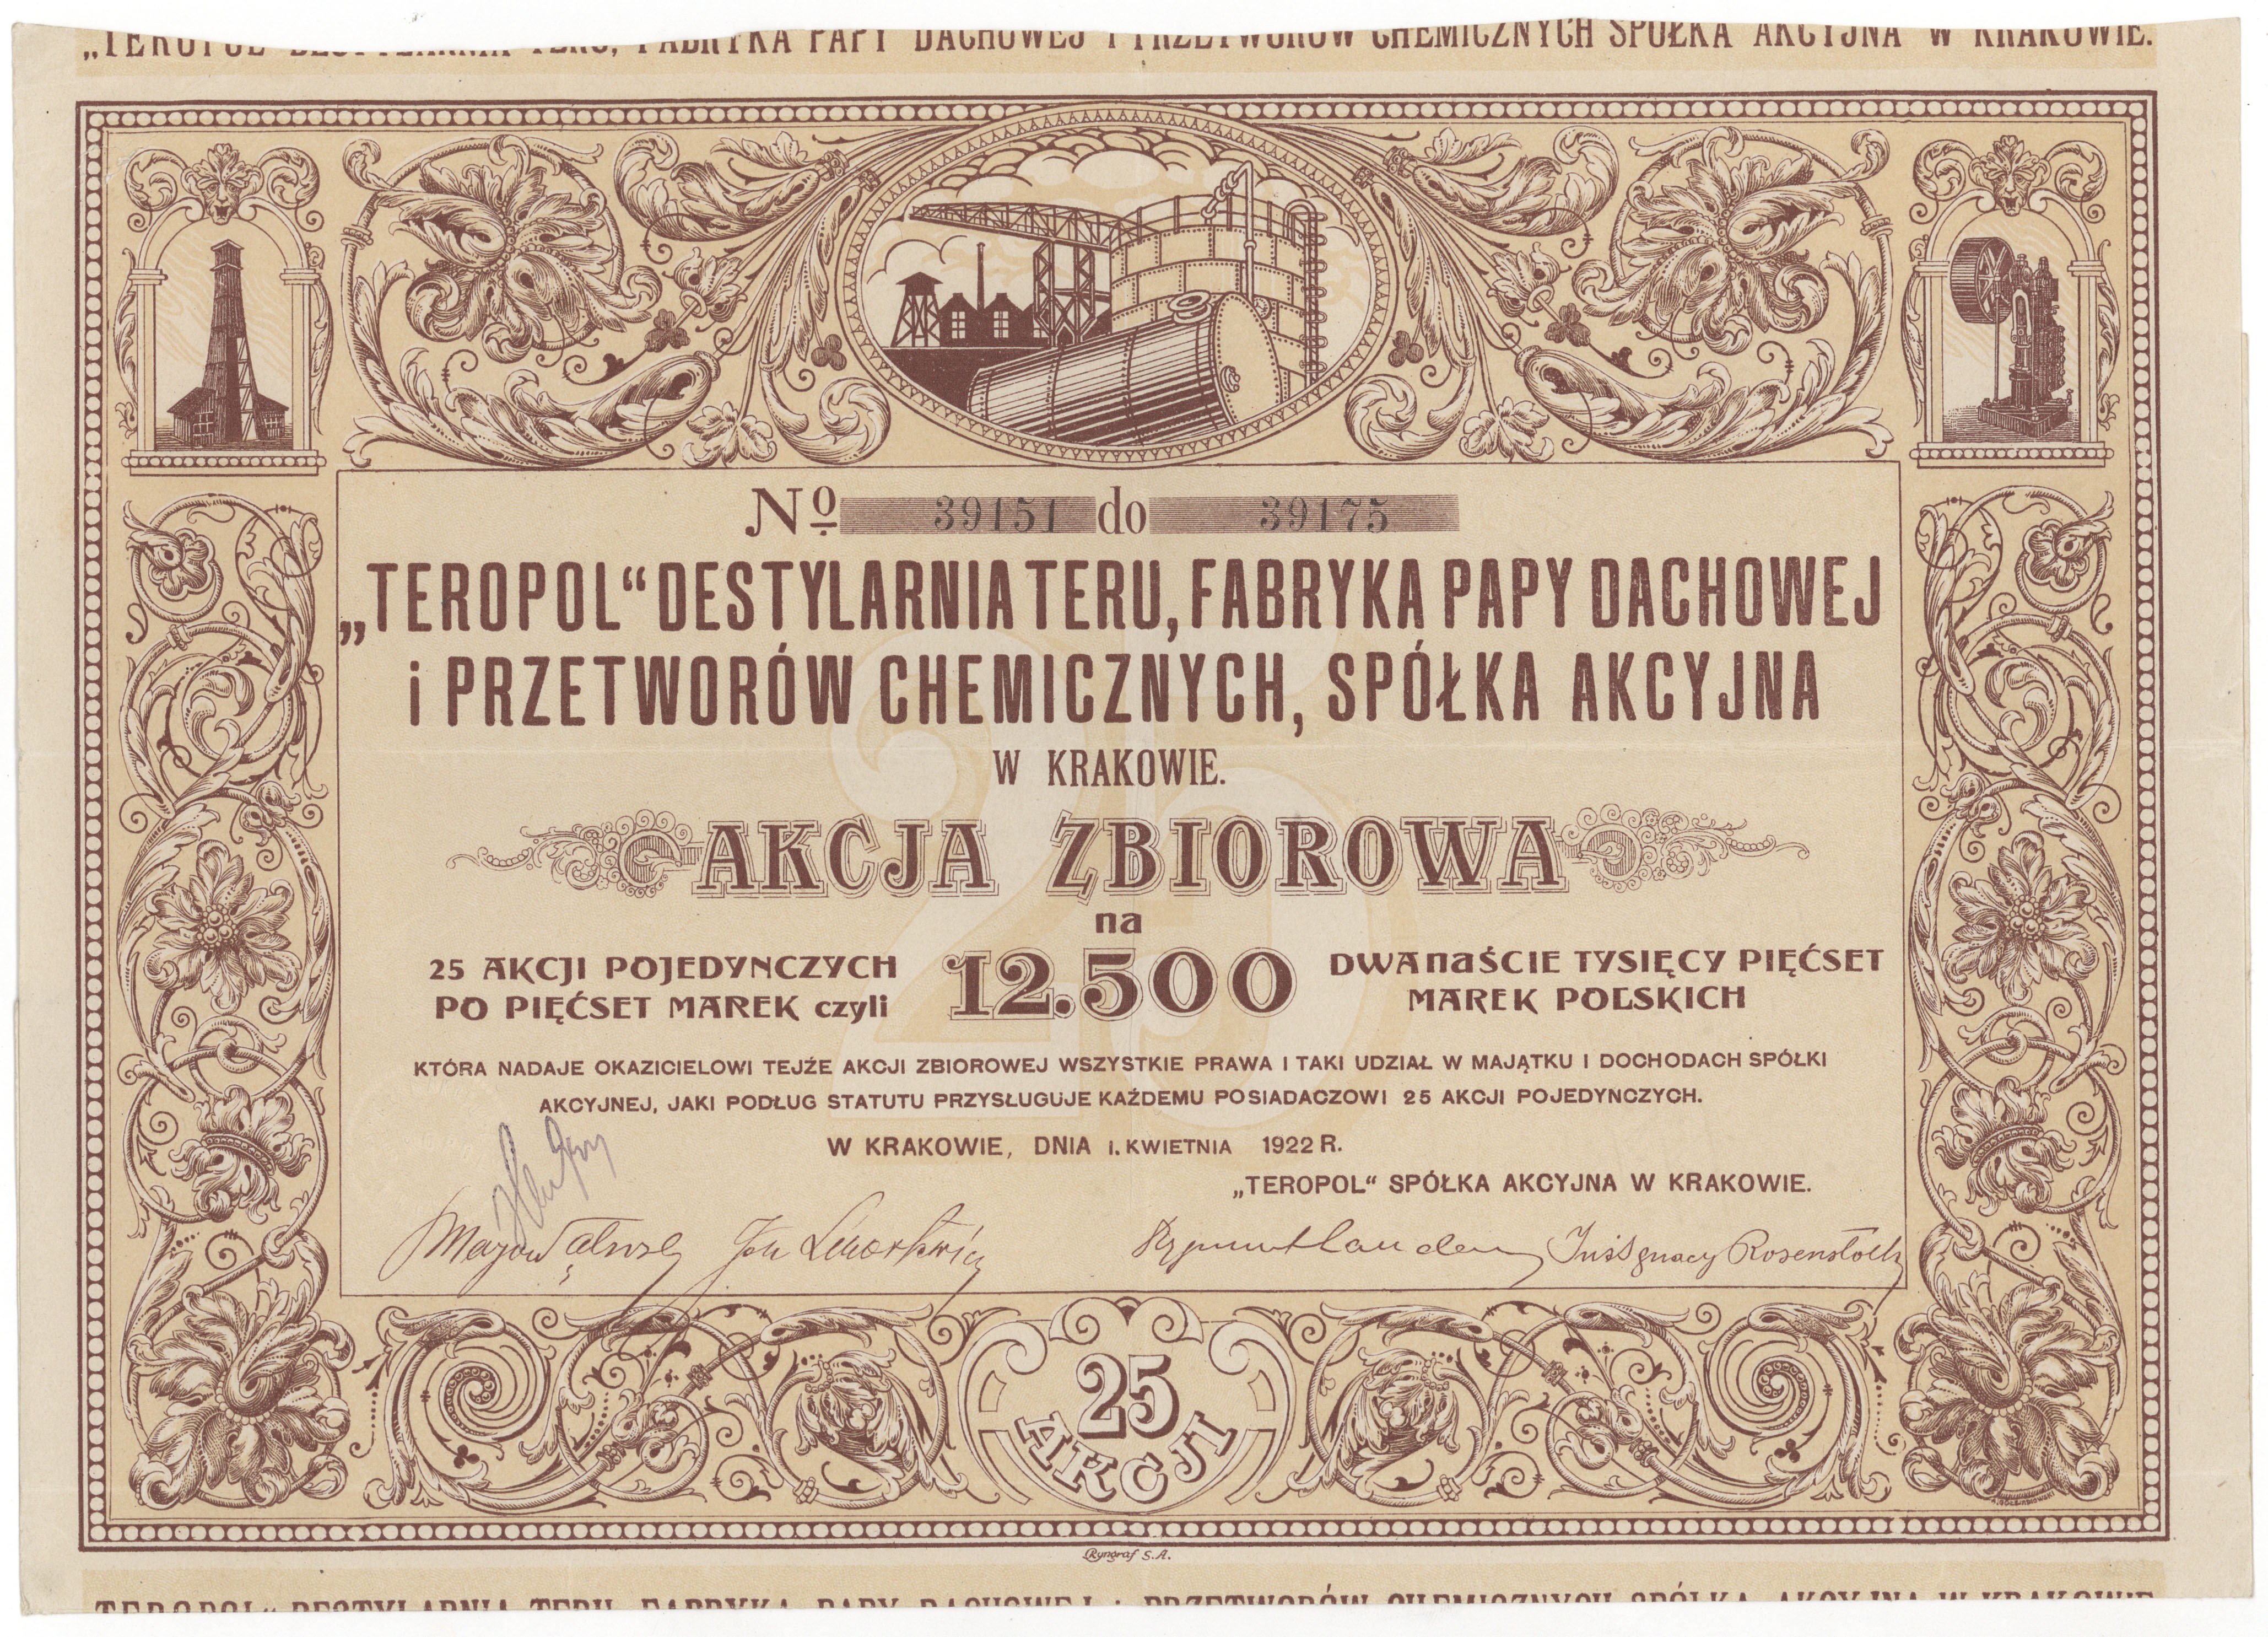 „TEROPOL“ DESTYLARNIA TERU, FABRYKA PAPY DACHOWEJ I PRZETWORÓW CHEMICZNYCH SPÓŁKA AKCYJNA W KRAKOWIE.
No 39151 do 39175
„TEROPOL“ DESTYLARNIA TERU, FABRYKA PAPY DACHOWEJ
i PRZETWORÓW CHEMICZNYCH, SPÓŁKA AKCYJNA
W KRAKOWIE.
AKCJA ZBIOROWA
na
25 AKCJI POJEDYNCZYCH
PO PIĘĆSET MAREK czyli
12.500
DWANAŚCIE TYSIĘCY PIĘĆSET
MAREK POLSKICH
KTÓRA NADAJE OKAZICIELOWI TEJŻE AKCJI ZBIOROWEJ WSZYSTKIE PRAWA I TAKI UDZIAŁ W MAJĄTKU I DOCHODACH SPÓŁKI
AKCYJNEJ, JAKI PODŁUG STATUTU PRZYSŁUGUJE KAŻDEMU POSIADACZOWI 25 AKCJI POJEDYNCZYCH.
W KRAKOWIE, DNIA 1. KWIETNIA 1922 R.
„TEROPOL“ SPÓŁKA AKCYJNA W KRAKOWIE.
Inż Ignacy Rosenstock
25
AKCJI
Ryngraf S.A.
TEROPOL“ DESTYLARNIA TERU FABRYKA PAPY DACHOWEJ i PRZETWORÓW CHEMICZNYCH SPÓŁKA AKCYJNA W KRAKOWIE